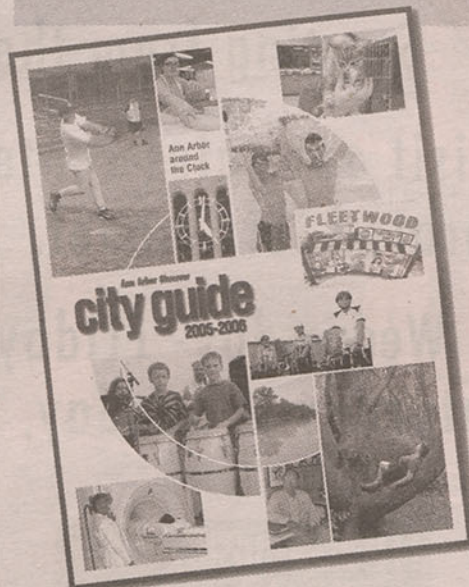 Ann Arbor
around
the Clock
FLEETWOOD
Ann Arbor Observer
city guide
2005-2006